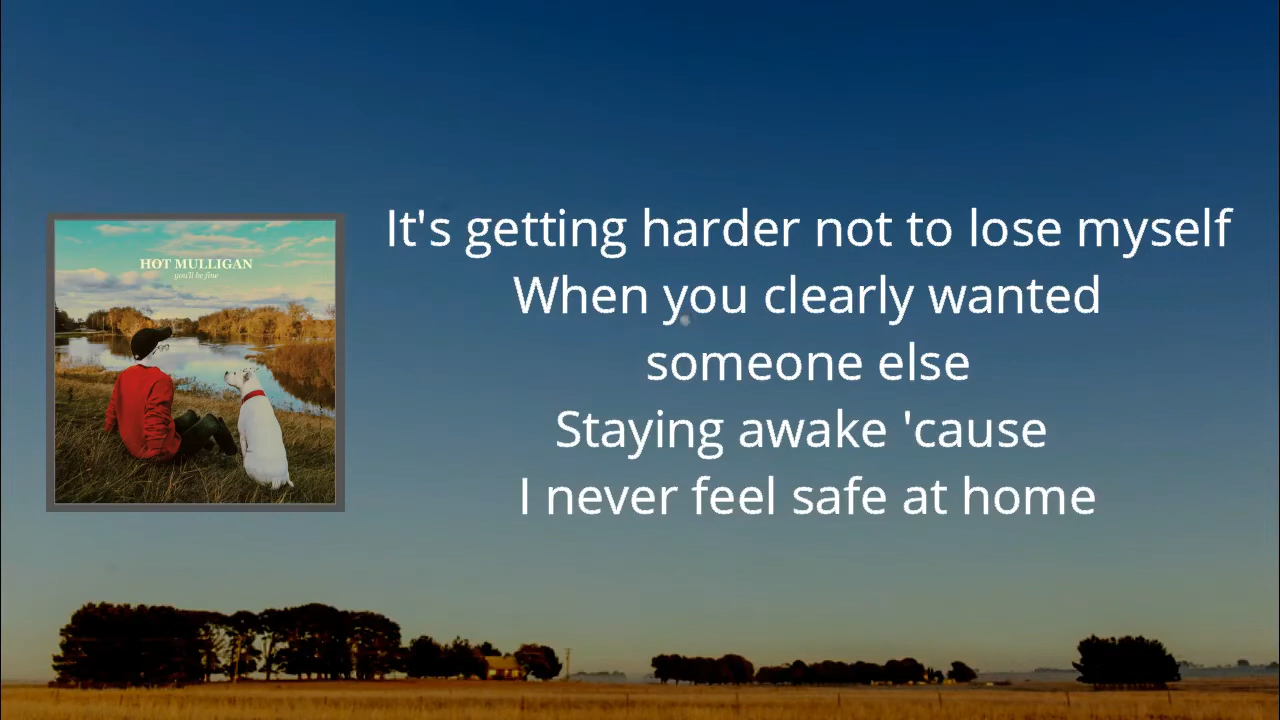 HOT MULLIGAN
you'll be fine
It's getting harder not to lose myself
When you clearly wanted
someone else
Staying awake 'cause
I never feel safe at home